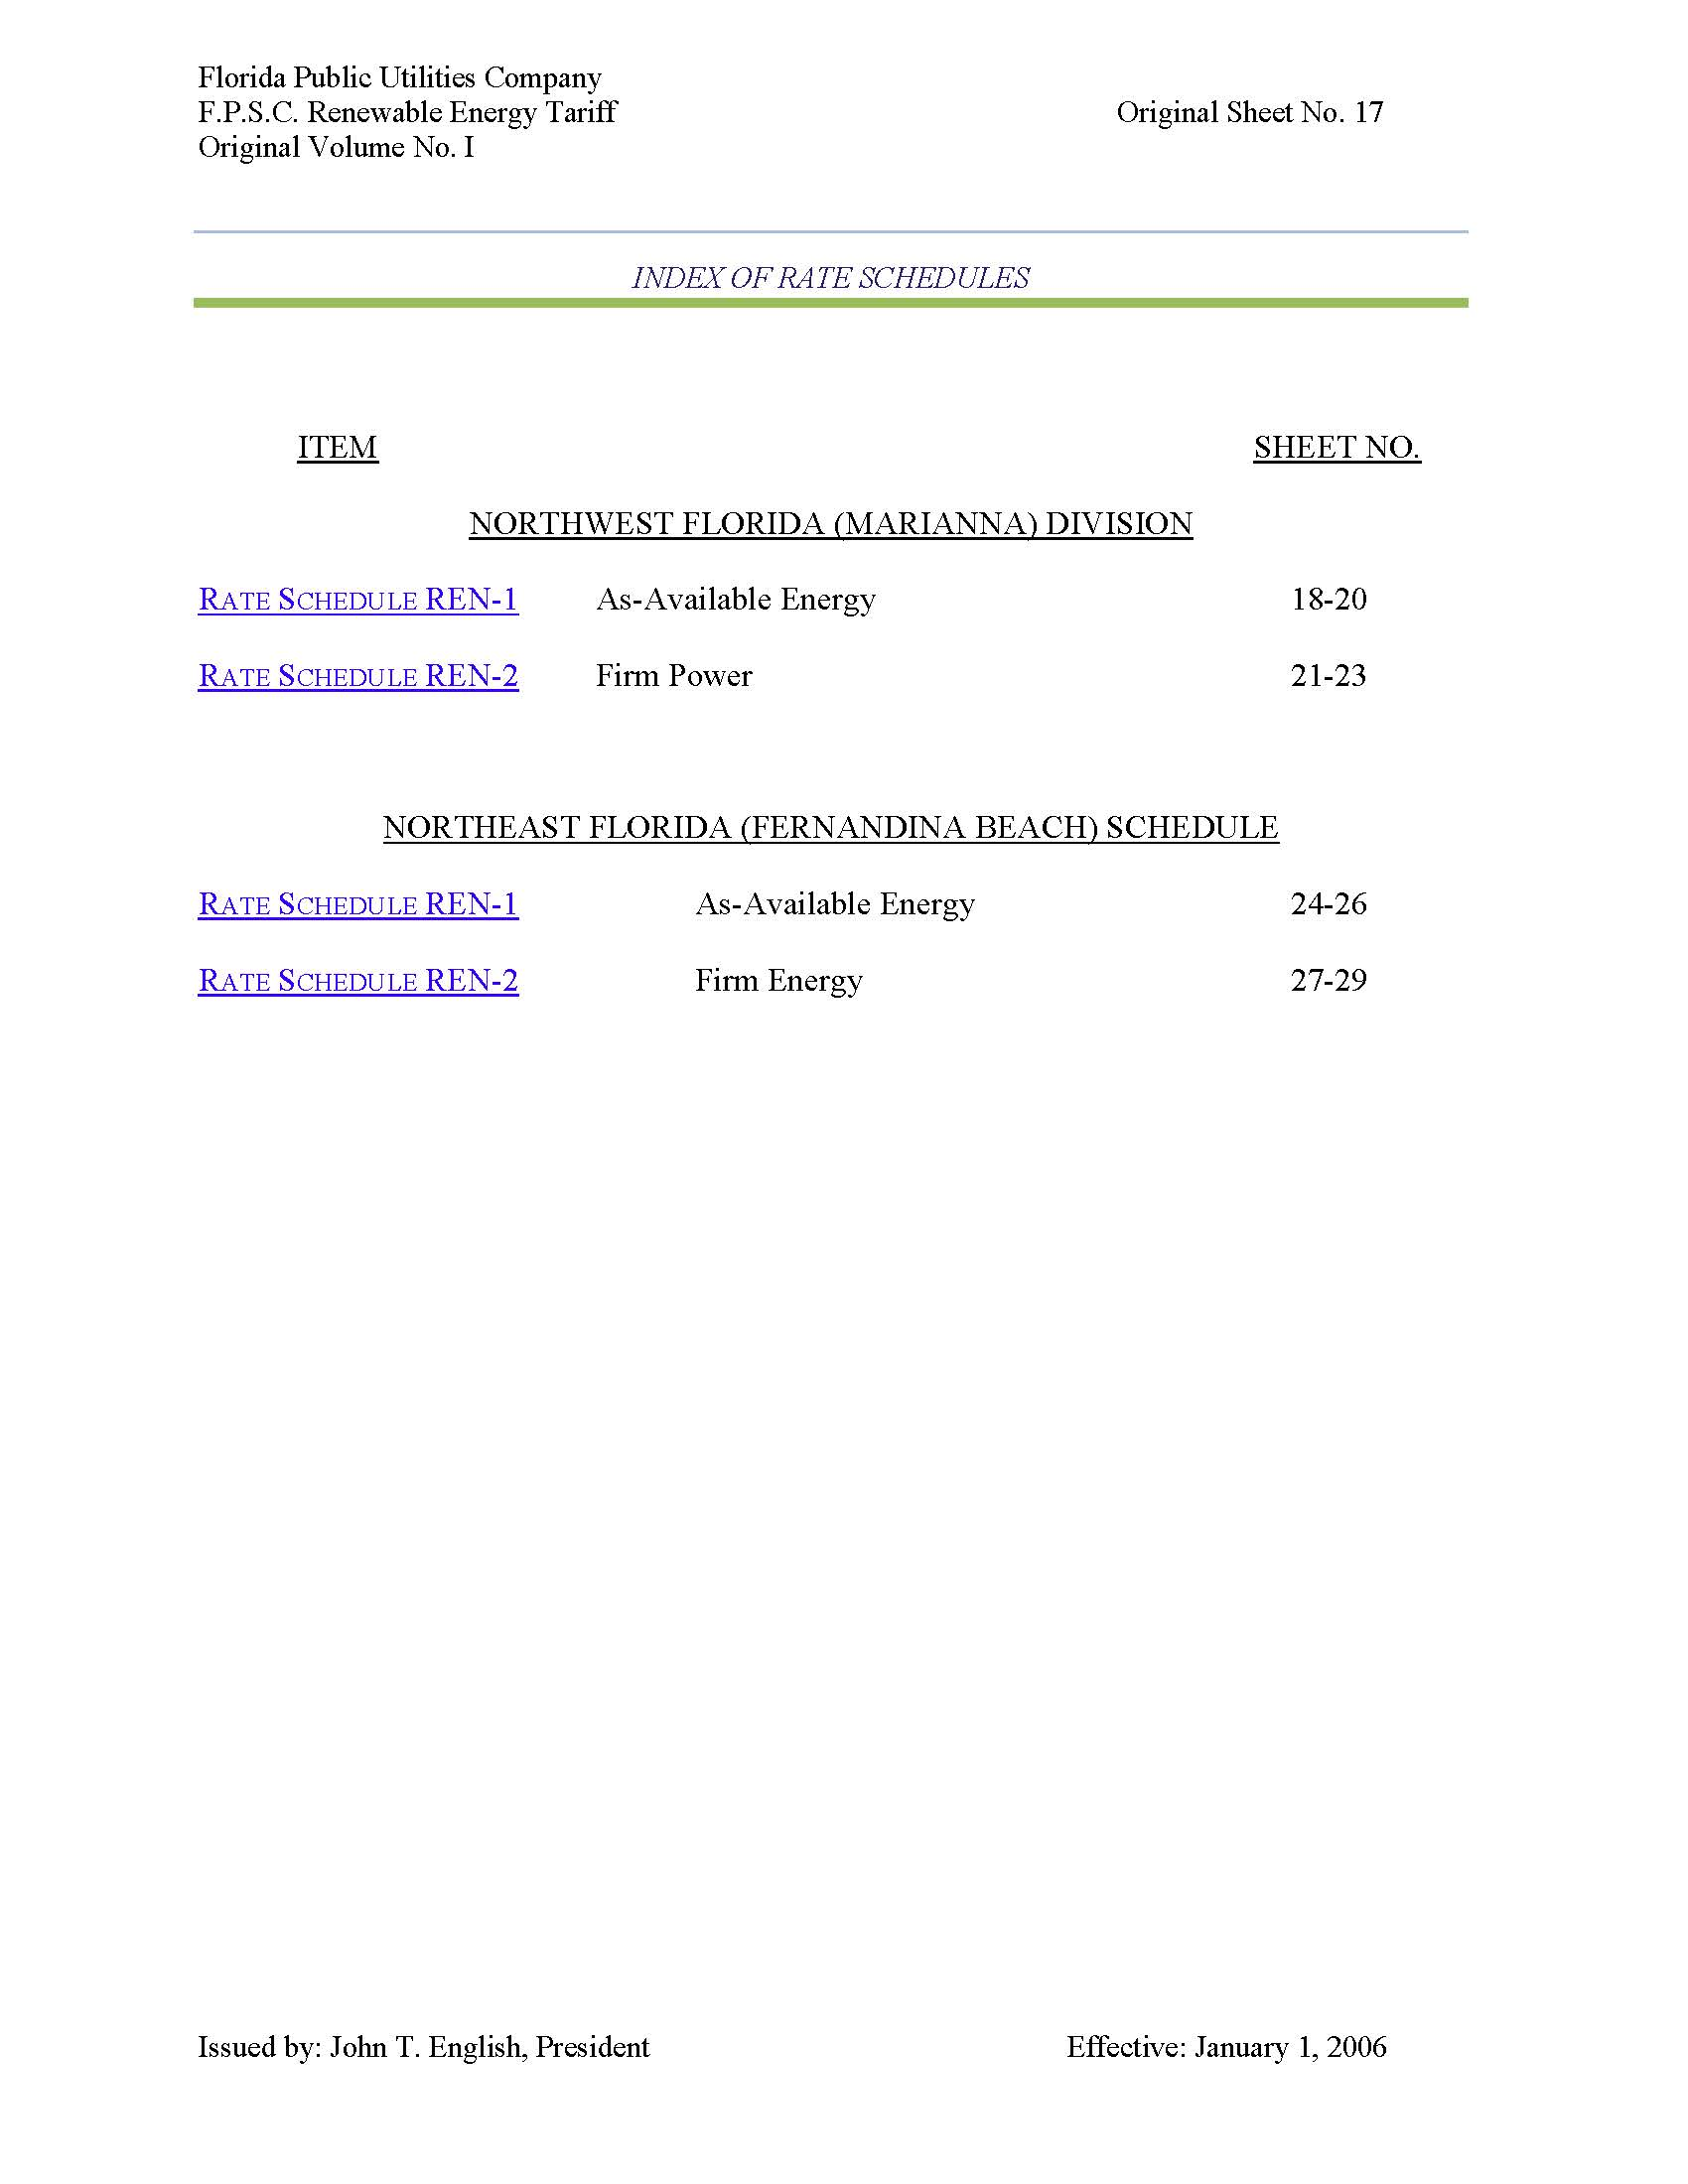 Florida Public Utilities Company
F.P.S.C. Renewable Energy Tariff Original Sheet No. 17
Original Volume No. I
INDEX OF RATE SCHEDULES
ITEM SHEET NO.
NORTHWEST FLORIDA (MARIANNA) DIVISION
RATE SCHEDULE REN-1 As-Available Energy 18-20
RATE SCHEDULE REN-2 Firm Power 21-23
NORTHEAST FLORIDA (FERNANDINA BEACH) SCHEDULE
RATE SCHEDULE REN-1 As-Available Energy 24-26
RATE SCHEDULE REN-2 Firm Energy 27-29
Issued by: John T. English, President Effective: January 1, 2006